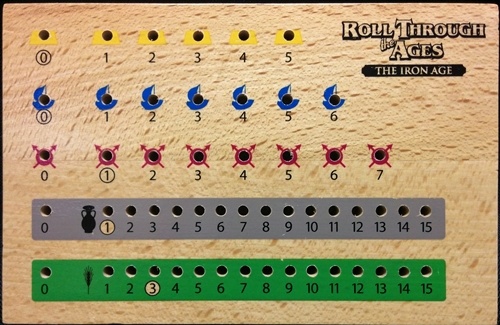 ROLL THROUGH
the
AGES
THE IRON AGE
0 1 2 3 4 5
0 1 2 3 4 5 6
0 1 2 3 4 5 6 7
0 1 2 3 4 5 6 7 8 9 10 11 12 13 14 15
0 1 2 3 4 5 6 7 8 9 10 11 12 13 14 15